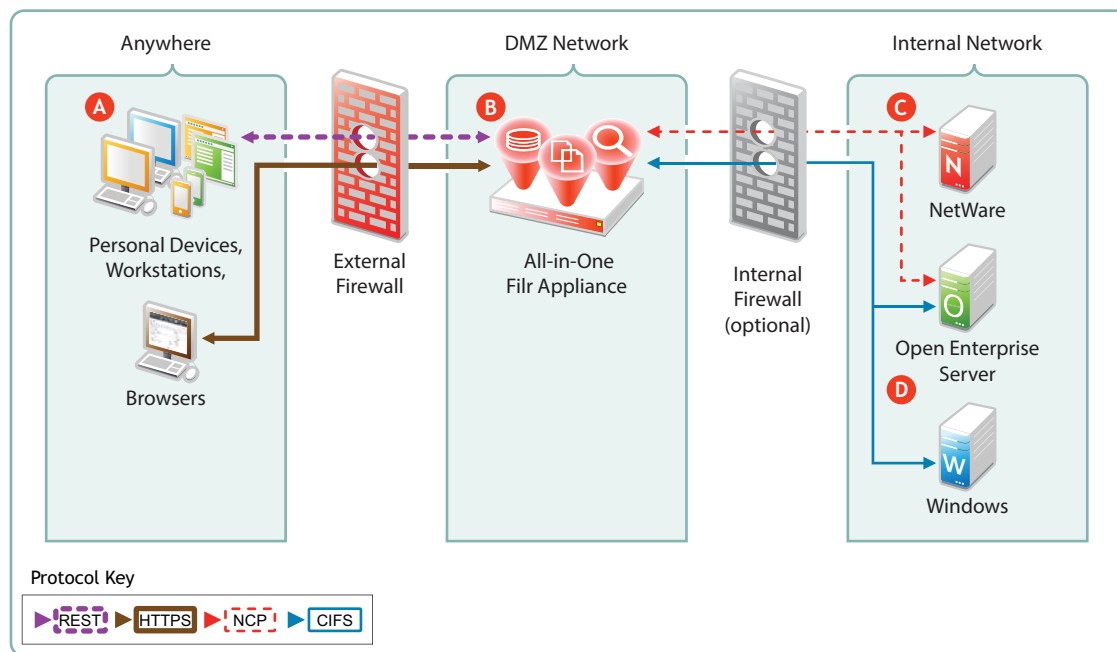 Anywhere
DMZ Network
Internal Network
A
B
C
Personal Devices,
Workstations,
External
Firewall
All-in-One
Filr Appliance
Internal
Firewall
(optional)
N
NetWare
O
Open Enterprise
Server
Browsers
D
W
Windows
Protocol Key
REST
HTTPS
NCP
CIFS